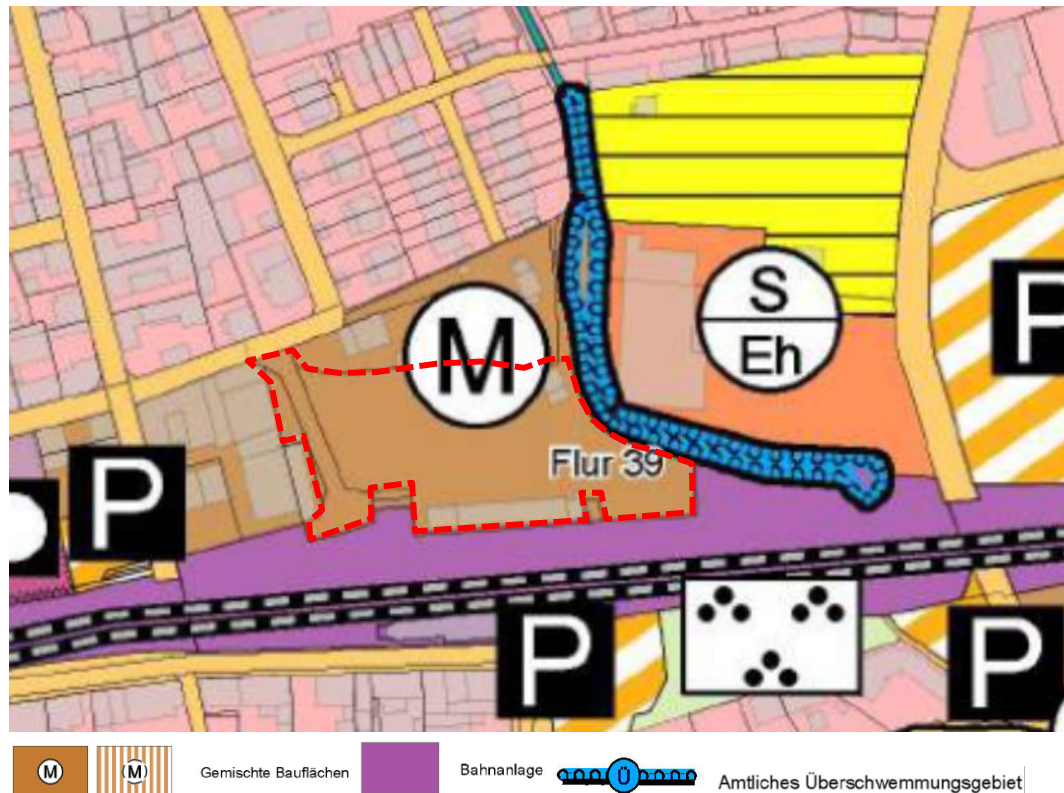 P
S
Eh
M
Flur 39
P
P
P
M (M) Gemischte Bauflächen Bahnanlage Ü Amtliches Überschwemmungsgebiet